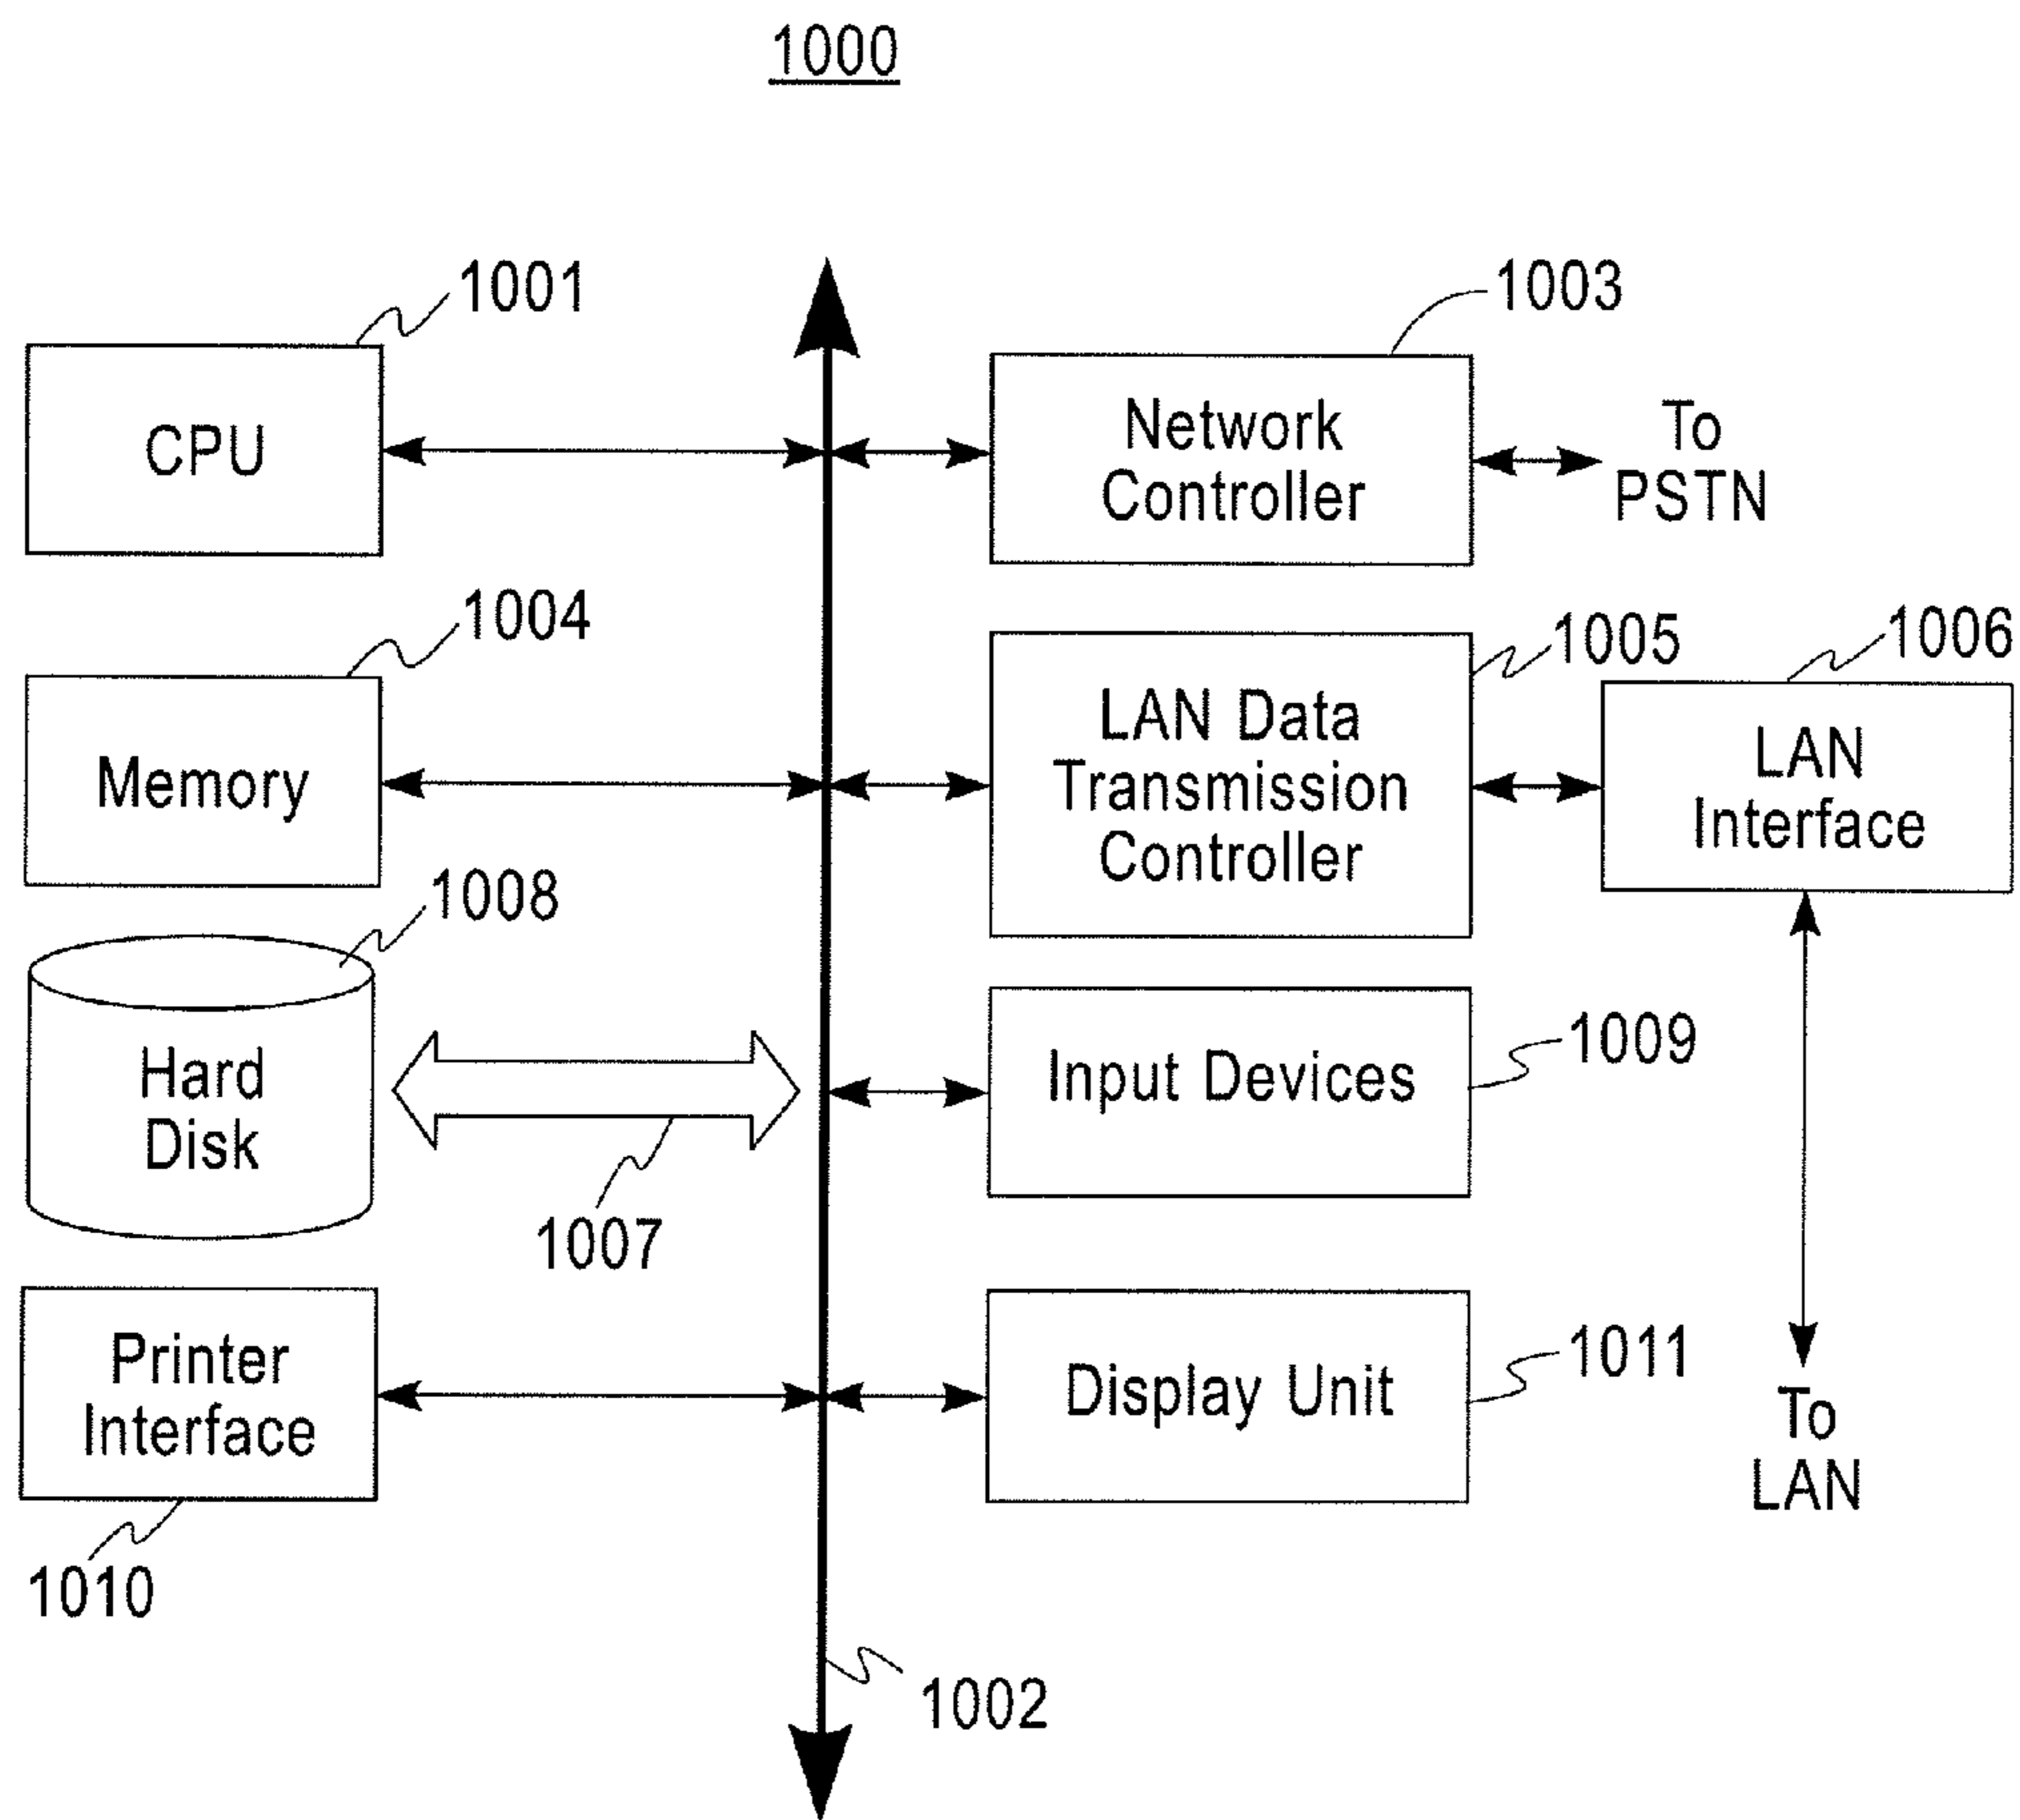 1000
1001
1003
CPU
Network
Controller
To
PSTN
1004
1005
1006
Memory
LAN Data
Transmission
Controller
LAN
Interface
1008
Hard
Disk
1007
Input Devices
1009
Printer
Interface
1010
Display Unit
1011
To
LAN
1002